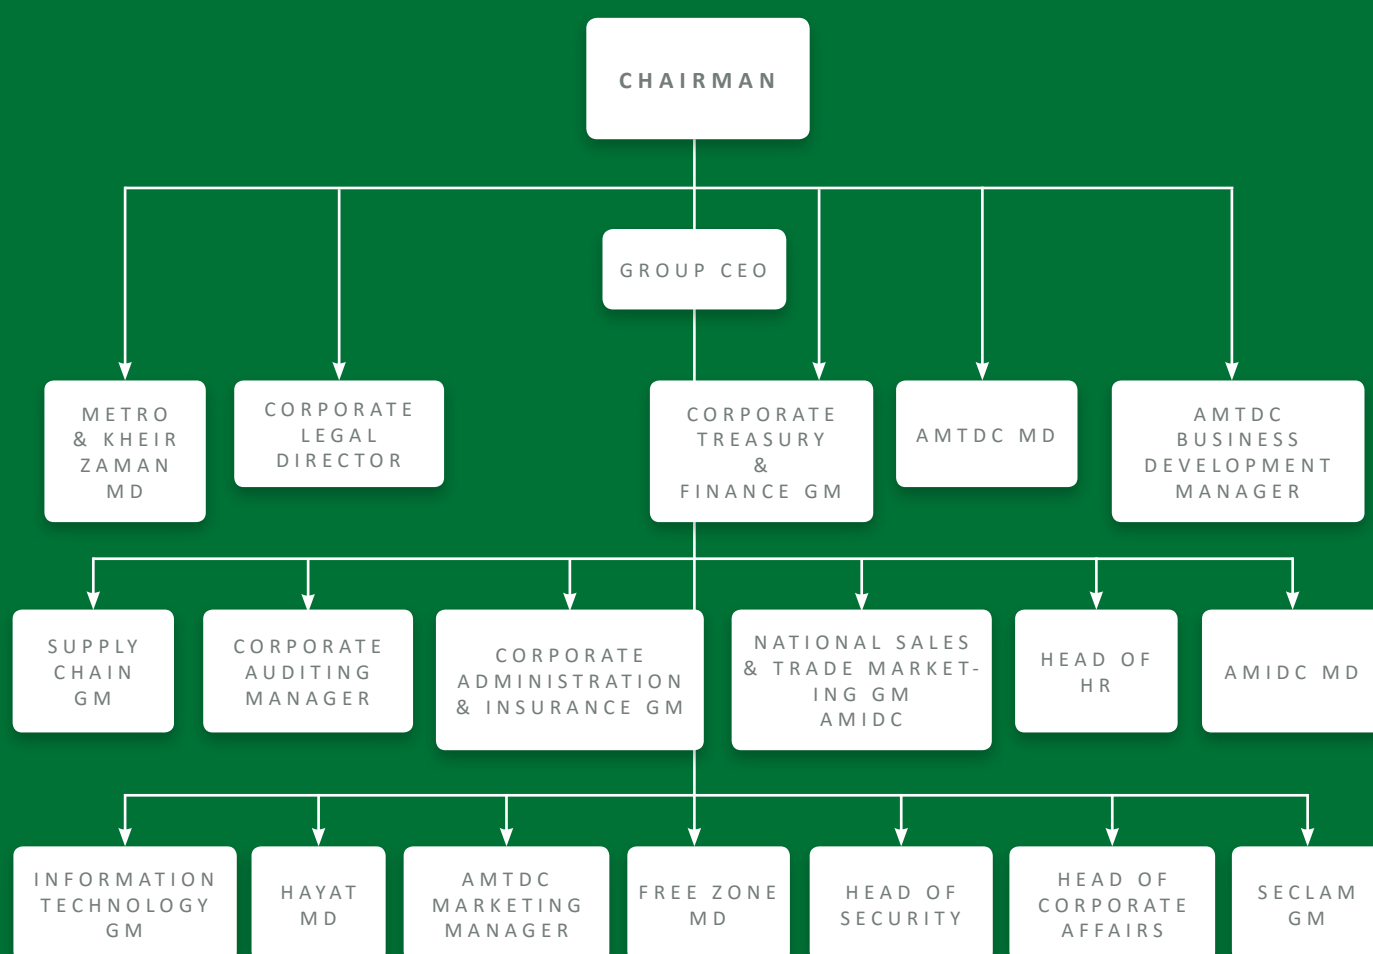 CHAIRMAN
GROUP CEO
METRO
& KHEIR
ZAMAN
MD
CORPORATE
LEGAL
DIRECTOR
CORPORATE
TREASURY
&
FINANCE GM
AMTDC MD
AMTDC
BUSINESS
DEVELOPMENT
MANAGER
SUPPLY
CHAIN
GM
CORPORATE
AUDITING
MANAGER
CORPORATE
ADMINISTRATION
& INSURANCE GM
NATIONAL SALES
& TRADE MARKET-
ING GM
AMIDC
HEAD OF
HR
AMIDC MD
INFORMATION
TECHNOLOGY
GM
HAYAT
MD
AMTDC
MARKETING
MANAGER
FREE ZONE
MD
HEAD OF
SECURITY
HEAD OF
CORPORATE
AFFAIRS
SECLAM
GM